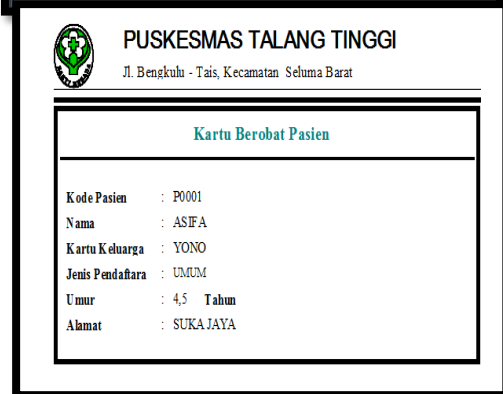 PUSKESMAS TALANG TINGGI
Jl. Bengkulu - Tais, Kecamatan Seluma Barat
Kartu Berobat Pasien
Kode Pasien : P0001
Nama : ASIFA
Kartu Keluarga : YONO
Jenis Pendaftara : UMUM
Umur : 4,5 Tahun
Alamat : SUKA JAYA